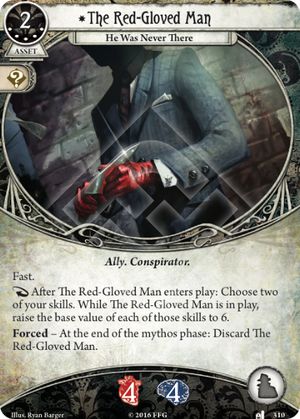 2
The Red-Gloved Man
ASSET
He Was Never There
?
Ally. Conspirator.
Fast.
After The Red-Gloved Man enters play: Choose two
of your skills. While The Red-Gloved Man is in play,
raise the base value of each of those skills to 6.
Forced – At the end of the mythos phase: Discard The
Red-Gloved Man.
4
4
Illus. Ryan Barger
© 2016 FFG
310